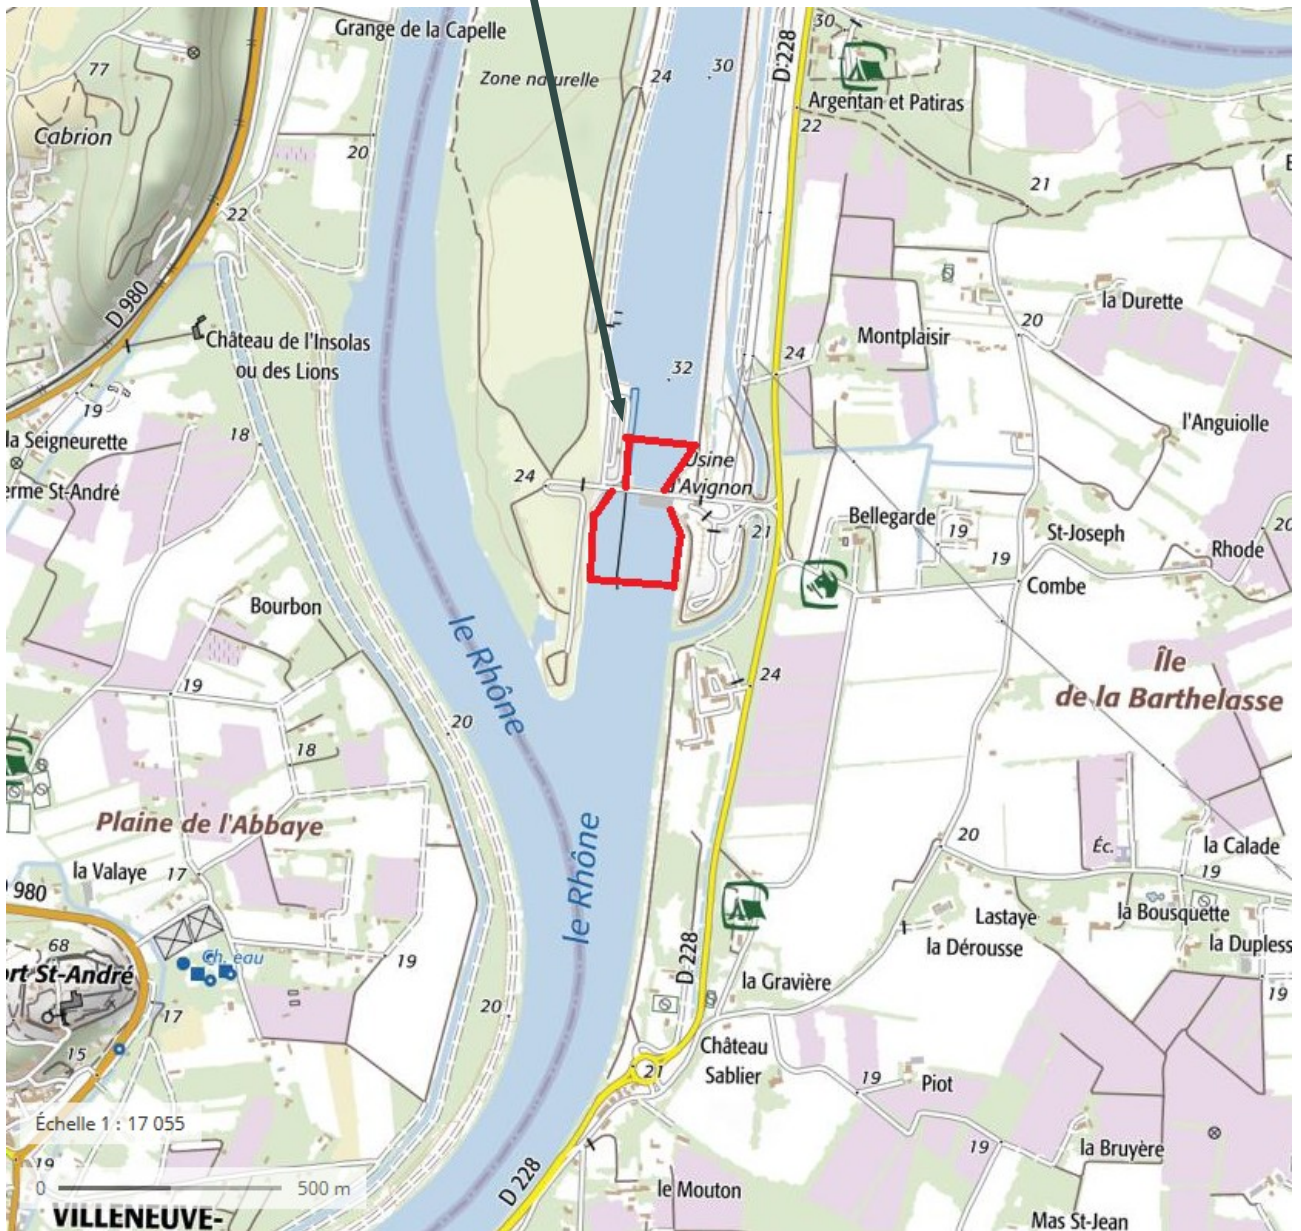 Grange de la Capelle
30
D 228
77
Zone naturelle
24
30
Argentan et Patiras
Cabrion
20
22
22
21
D 980
Château de l'Insolas
ou des Lions
la Durette
20
Montplaisir
32
24
19
18
la Seigneurette
l'Anguiolle
24
Usine
d'Avignon
erme St-André
Bellegarde
19
St-Joseph
20
21
Rhode
19
Combe
Bourbon
le Rhône
Île
de la Barthelasse
19
24
20
18
Plaine de l'Abbaye
le Rhône
20
la Calade
Éc.
la Valaye
17
19
980
Lastaye
la Bousquette
la Dérousse
la Dupless
68
Ch. eau
19
D 228
ort St-André
la Gravière
19
17
20
15
Château
Sablier
21
19
Piot
Échelle 1 : 17 055
19
la Bruyère
19
0
500 m
D 228
le Mouton
VILLENEUVE-
Mas St-Jean